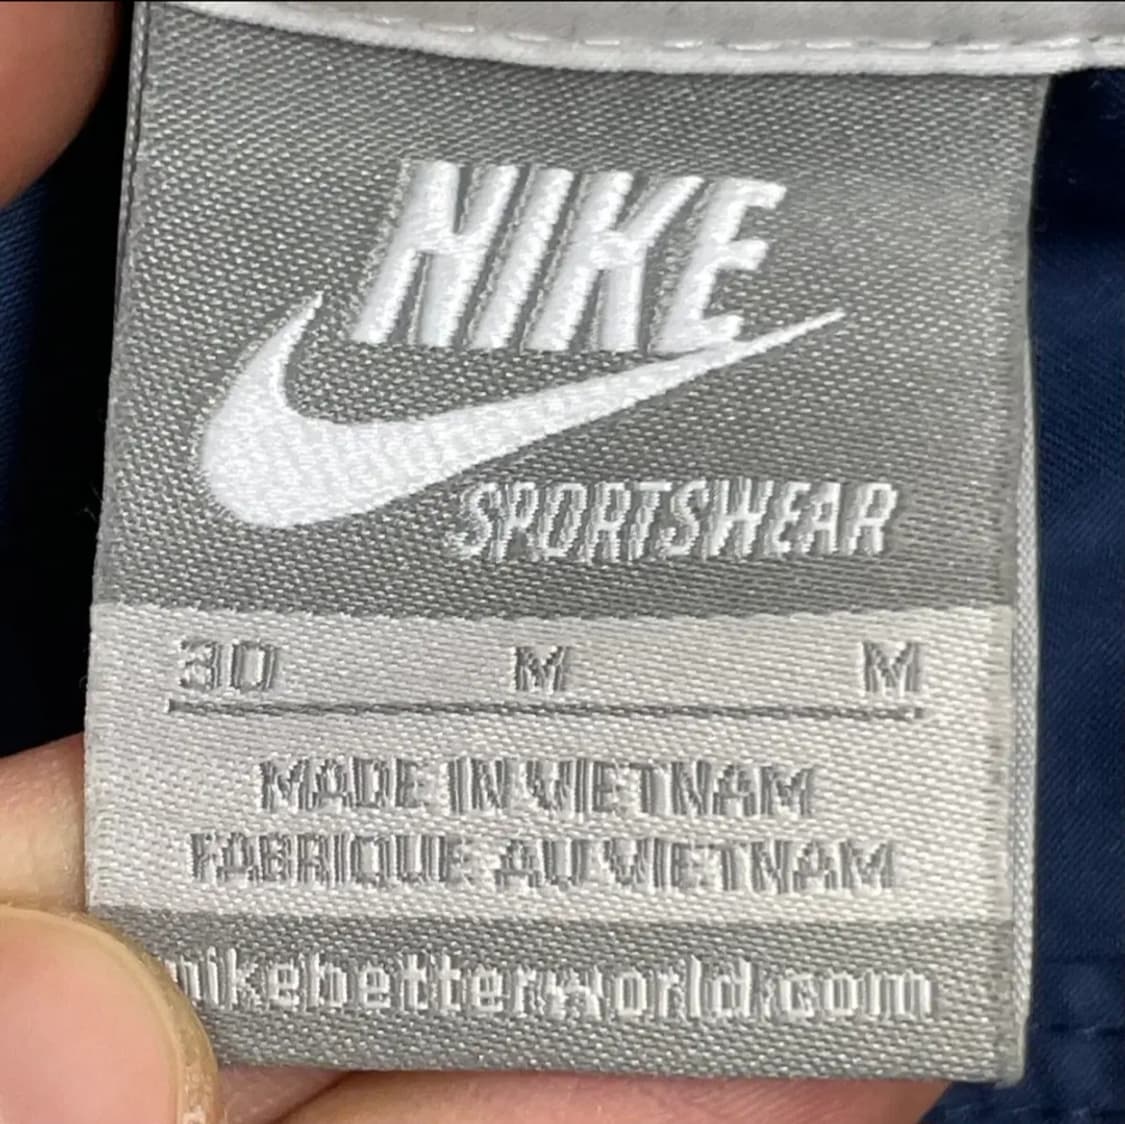 NIKE
SPORTSWEAR
30 M M
MADE IN VIETNAM
FABRIQUE AU VIETNAM
nikebetterworld.com